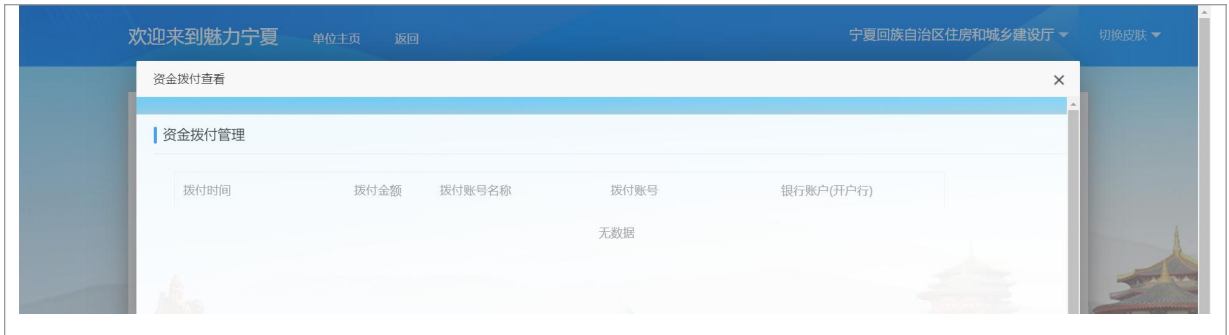 欢迎来到魅力宁夏 单位主页 返回 宁夏回族自治区住房和城乡建设厅 切换皮肤
资金拨付查看
资金拨付管理
拨付时间 拨付金额 拨付账号名称 拨付账号 银行账户(开户行)
无数据